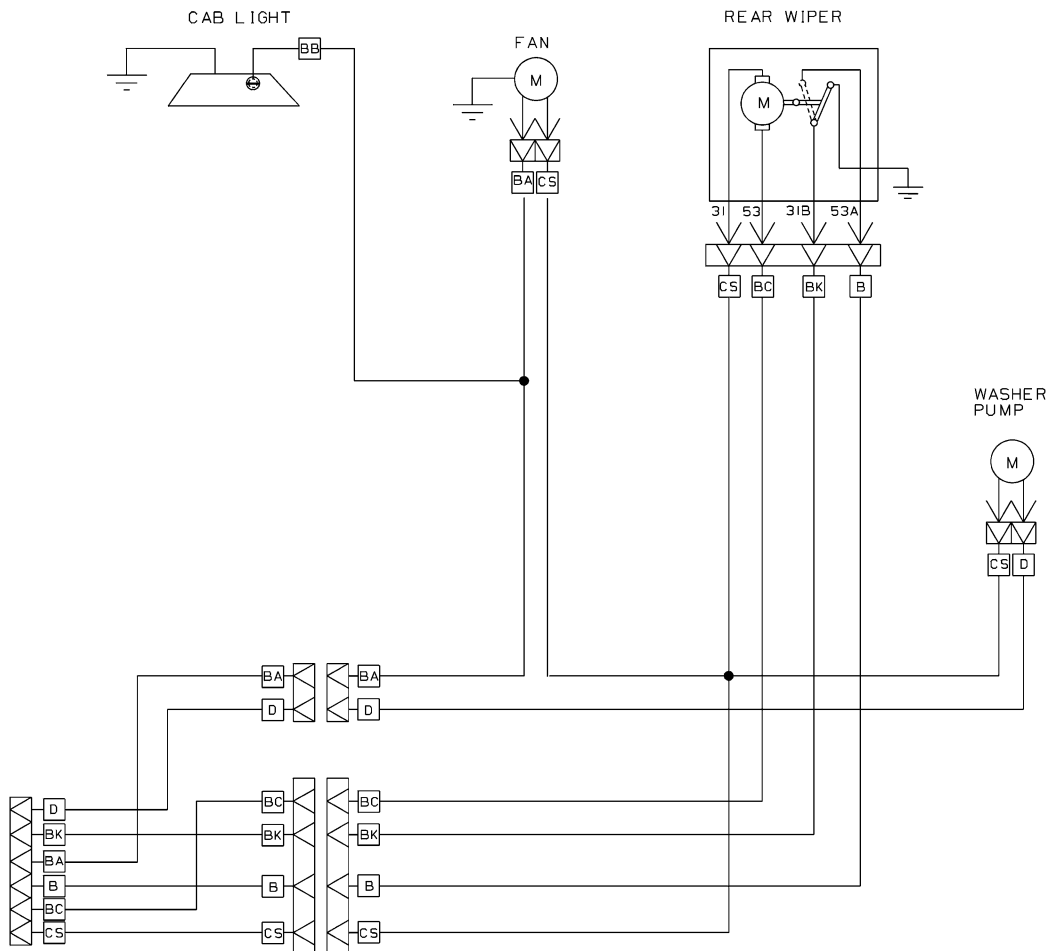 CAB LIGHT
REAR WIPER
BB
FAN
M
M
BA CS
31 53 31B 53A
CS BC BK B
WASHER
PUMP
M
CS D
BA BA
D D
BC BC
D
BK BK BK
BA
B B B
BC
CS CS CS